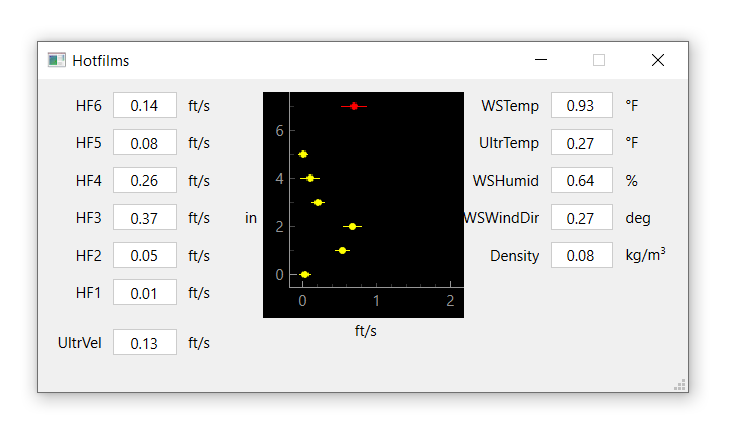 Hotfilms
HF6 0.14 ft/s
HF5 0.08 ft/s
HF4 0.26 ft/s
HF3 0.37 ft/s
HF2 0.05 ft/s
HF1 0.01 ft/s
UltrVel 0.13 ft/s
in
6
4
2
0
0 1 2
ft/s
WSTemp 0.93 °F
UltrTemp 0.27 °F
WSHumid 0.64 %
WSWindDir 0.27 deg
Density 0.08 kg/m³